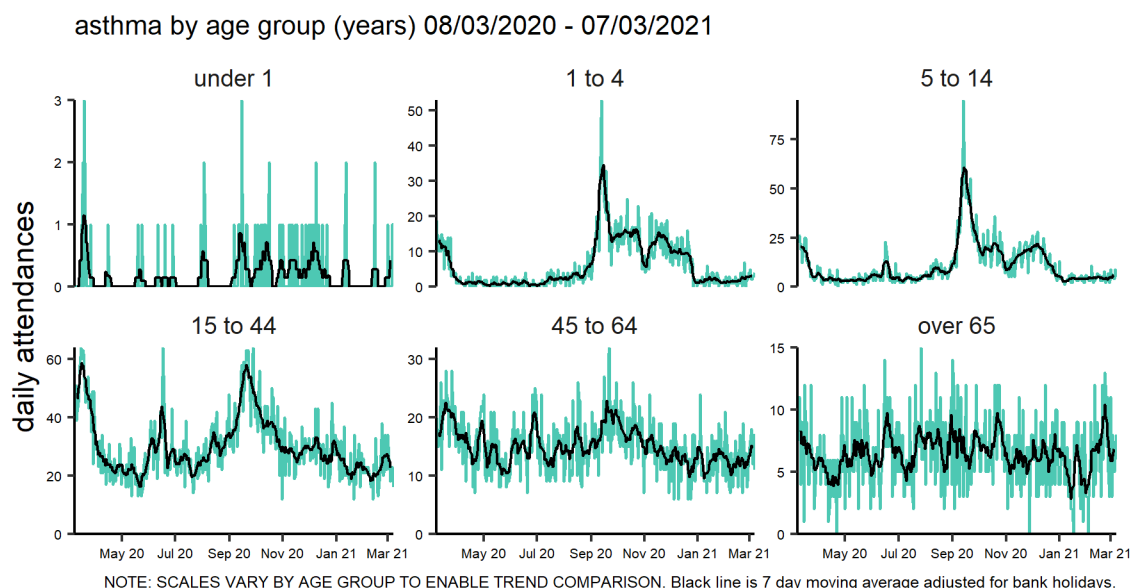 asthma by age group (years) 08/03/2020 - 07/03/2021
under 1
1 to 4
5 to 14
3
2
1
0
50
40
30
20
10
0
75
50
25
0
daily attendances
15 to 44
45 to 64
over 65
60
40
20
0
30
20
10
0
15
10
5
0
May 20 Jul 20 Sep 20 Nov 20 Jan 21 Mar 21
May 20 Jul 20 Sep 20 Nov 20 Jan 21 Mar 21
May 20 Jul 20 Sep 20 Nov 20 Jan 21 Mar 21
NOTE: SCALES VARY BY AGE GROUP TO ENABLE TREND COMPARISON. Black line is 7 day moving average adjusted for bank holidays.